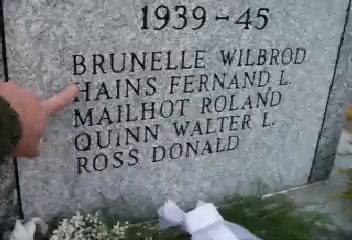 1939-45
BRUNELLE WILBROD
HAINS FERNAND L.
MAILHOT ROLAND
QUINN WALTER L.
ROSS DONALD